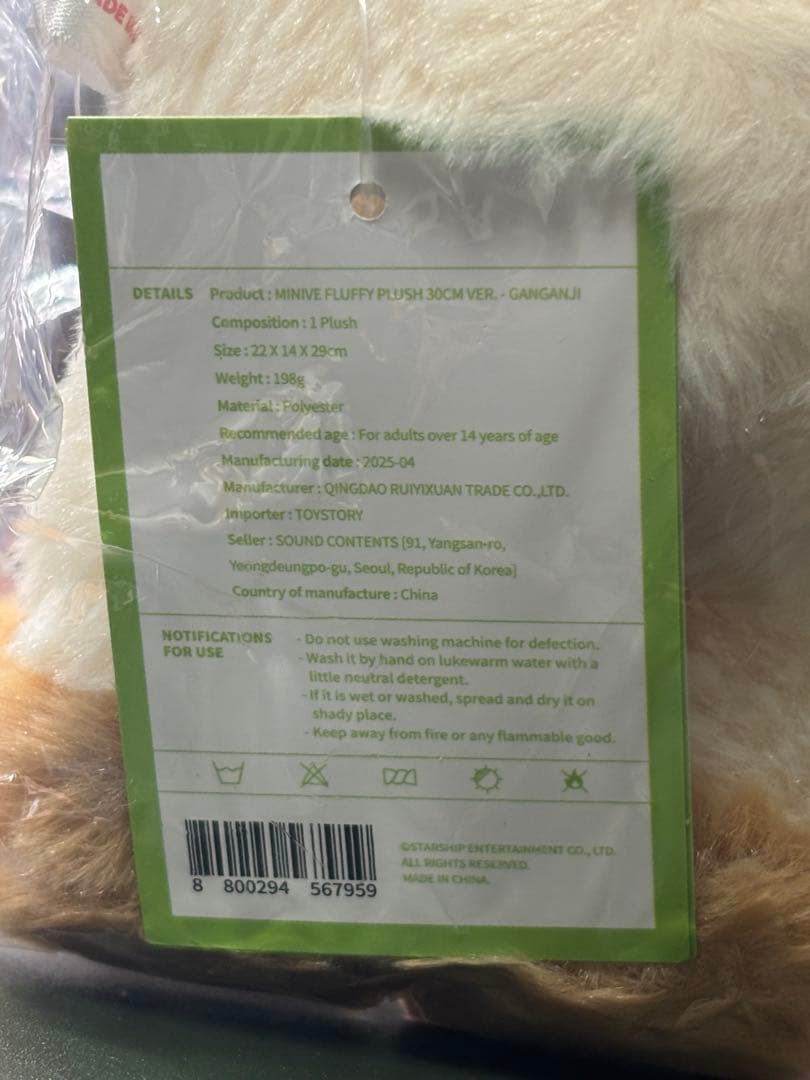 DETAILS Product : MINIVE FLUFFY PLUSH 30CM VER. - GANGANJI
Composition : 1 Plush
Size : 22 X 14 X 29cm
Weight : 198g
Material : Polyester
Recommended age : For adults over 14 years of age
Manufacturing date : 2025-04
Manufacturer : QINGDAO RUIYIXUAN TRADE CO.,LTD.
Importer : TOYSTORY
Seller : SOUND CONTENTS [91, Yangsan-ro,
Yeongdeungpo-gu, Seoul, Republic of Korea]
Country of manufacture : China
NOTIFICATIONS
FOR USE
- Do not use washing machine for defection.
- Wash it by hand on lukewarm water with a
little neutral detergent.
- If it is wet or washed, spread and dry it on
shady place.
- Keep away from fire or any flammable good.
8 800294 567959
©STARSHIP ENTERTAINMENT CO., LTD.
ALL RIGHTS RESERVED.
MADE IN CHINA.